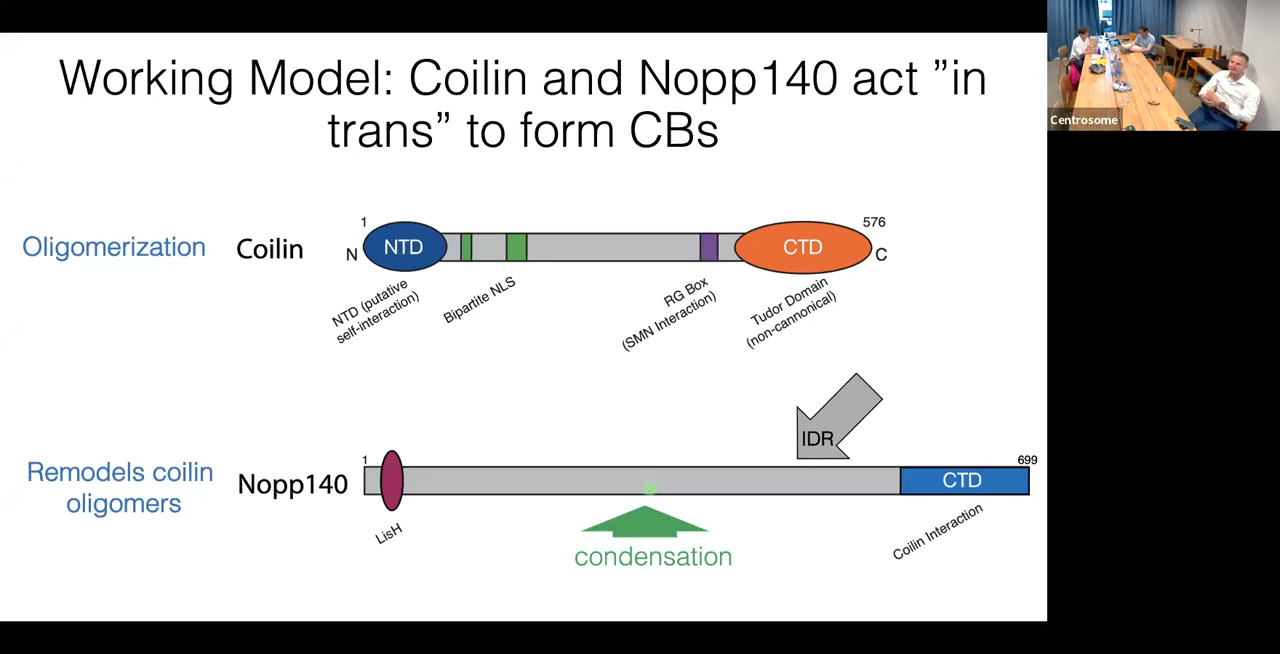 Working Model: Coilin and Nopp140 act ”in
trans” to form CBs
Centrosome
Oligomerization
Coilin
1
N
NTD
CTD
576
C
NTD (putative
self-interaction)
Bipartite NLS
RG Box
(SMN Interaction)
Tudor Domain
(non-cannonical)
IDR
Remodels coilin
oligomers
Nopp140
1
699
CTD
LisH
condensation
Coilin Interaction